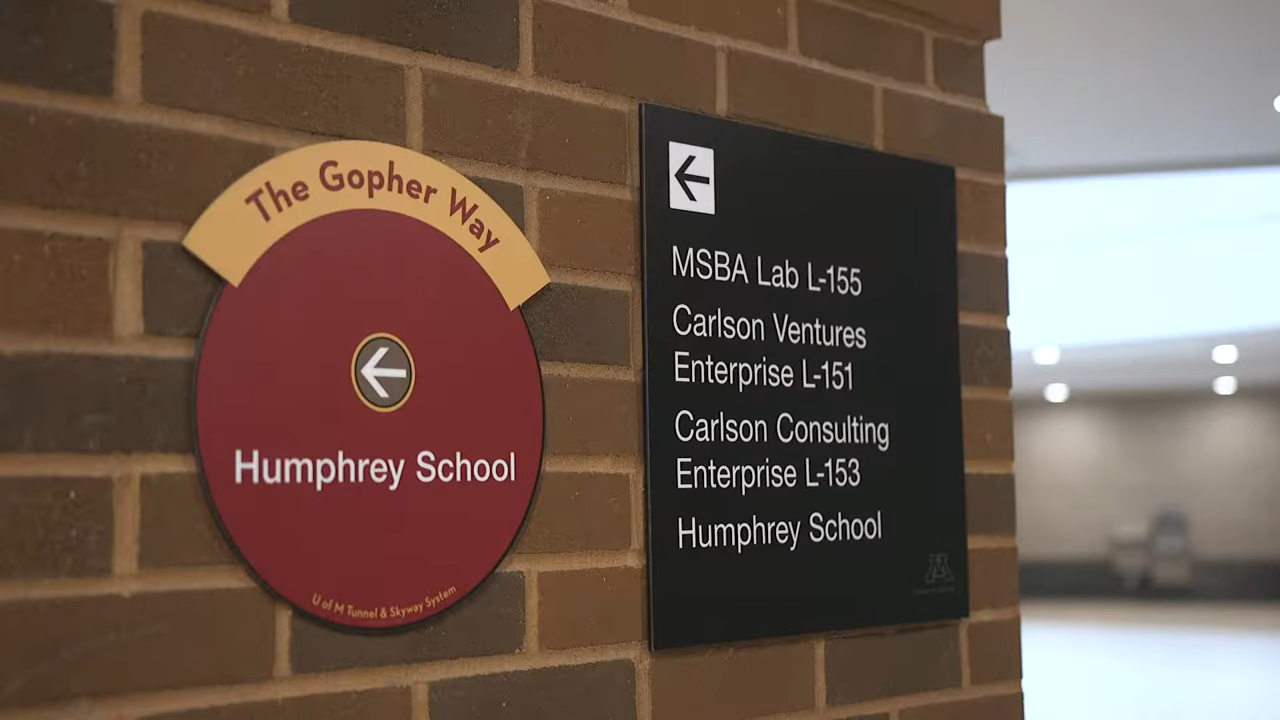 The Gopher Way
Humphrey School
U of M Tunnel & Skyway System
MSBA Lab L-155
Carlson Ventures
Enterprise L-151
Carlson Consulting
Enterprise L-153
Humphrey School